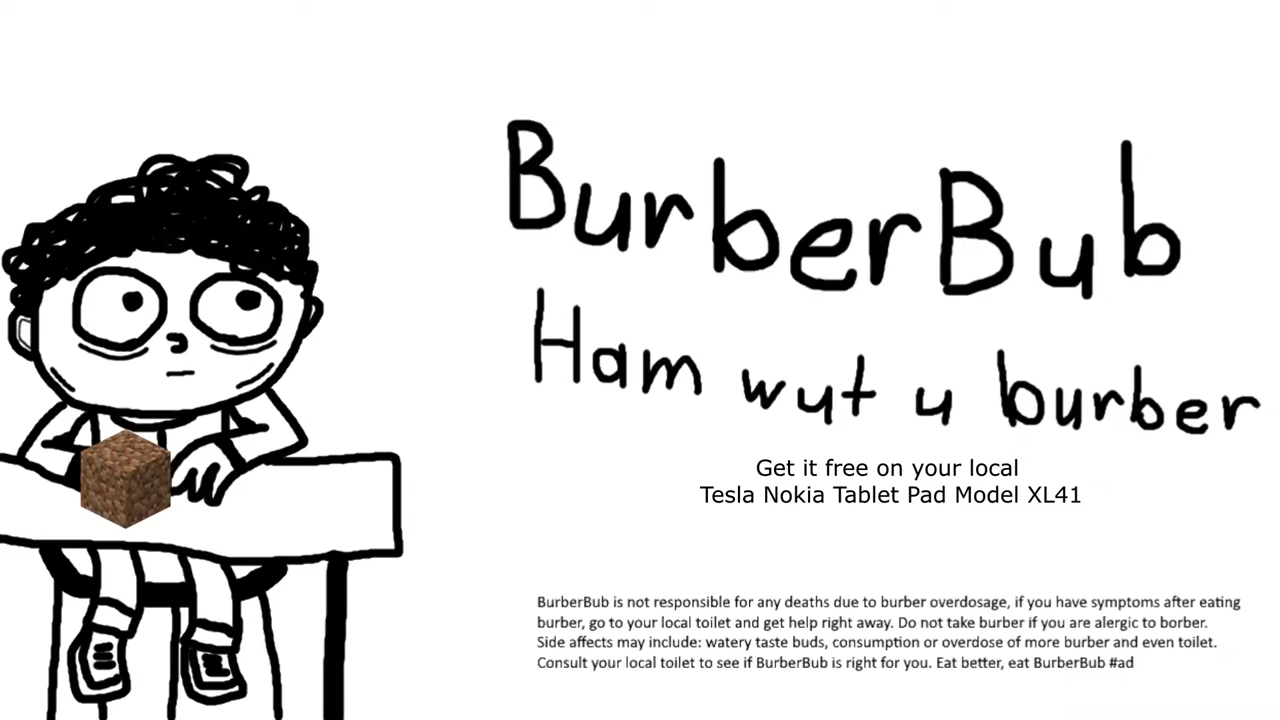 BurberBub
Ham wut u burber
Get it free on your local
Tesla Nokia Tablet Pad Model XL41
BurberBub is not responsible for any deaths due to burber overdosage, if you have symptoms after eating
burber, go to your local toilet and get help right away. Do not take burber if you are alergic to borber.
Side affects may include: watery taste buds, consumption or overdose of more burber and even toilet.
Consult your local toilet to see if BurberBub is right for you. Eat better, eat BurberBub #ad